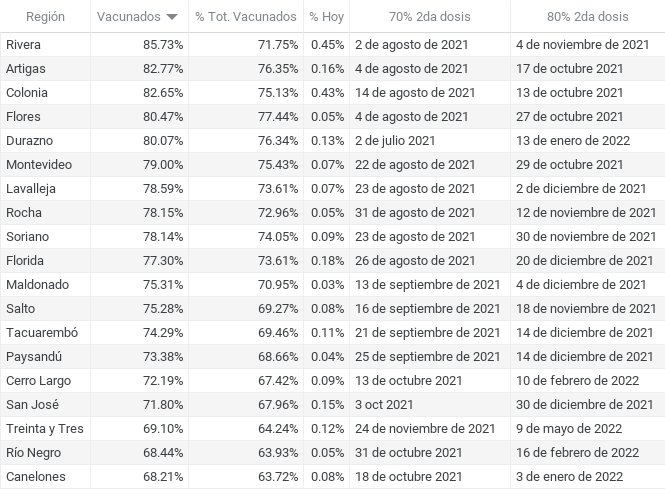 Región Vacunados % Tot. Vacunados % Hoy 70% 2da dosis 80% 2da dosis
Rivera 85.73% 71.75% 0.45% 2 de agosto de 2021 4 de noviembre de 2021
Artigas 82.77% 76.35% 0.16% 4 de agosto de 2021 17 de octubre 2021
Colonia 82.65% 75.13% 0.43% 14 de agosto de 2021 13 de octubre 2021
Flores 80.47% 77.44% 0.05% 4 de agosto de 2021 27 de octubre 2021
Durazno 80.07% 76.34% 0.13% 2 de julio 2021 13 de enero de 2022
Montevideo 79.00% 75.43% 0.07% 22 de agosto de 2021 29 de octubre 2021
Lavalleja 78.59% 73.61% 0.07% 23 de agosto de 2021 2 de diciembre de 2021
Rocha 78.15% 72.96% 0.05% 31 de agosto de 2021 12 de noviembre de 2021
Soriano 78.14% 74.05% 0.09% 23 de agosto de 2021 30 de noviembre de 2021
Florida 77.30% 73.61% 0.18% 26 de agosto de 2021 20 de diciembre de 2021
Maldonado 75.31% 70.95% 0.03% 13 de septiembre de 2021 4 de diciembre de 2021
Salto 75.28% 69.27% 0.08% 16 de septiembre de 2021 18 de noviembre de 2021
Tacuarembó 74.29% 69.46% 0.11% 21 de septiembre de 2021 14 de diciembre de 2021
Paysandú 73.38% 68.66% 0.04% 25 de septiembre de 2021 14 de diciembre de 2021
Cerro Largo 72.19% 67.42% 0.09% 13 de octubre 2021 10 de febrero de 2022
San José 71.80% 67.96% 0.15% 3 oct 2021 30 de diciembre de 2021
Treinta y Tres 69.10% 64.24% 0.12% 24 de noviembre de 2021 9 de mayo de 2022
Río Negro 68.44% 63.93% 0.05% 31 de octubre 2021 16 de febrero de 2022
Canelones 68.21% 63.72% 0.08% 18 de octubre 2021 3 de enero de 2022